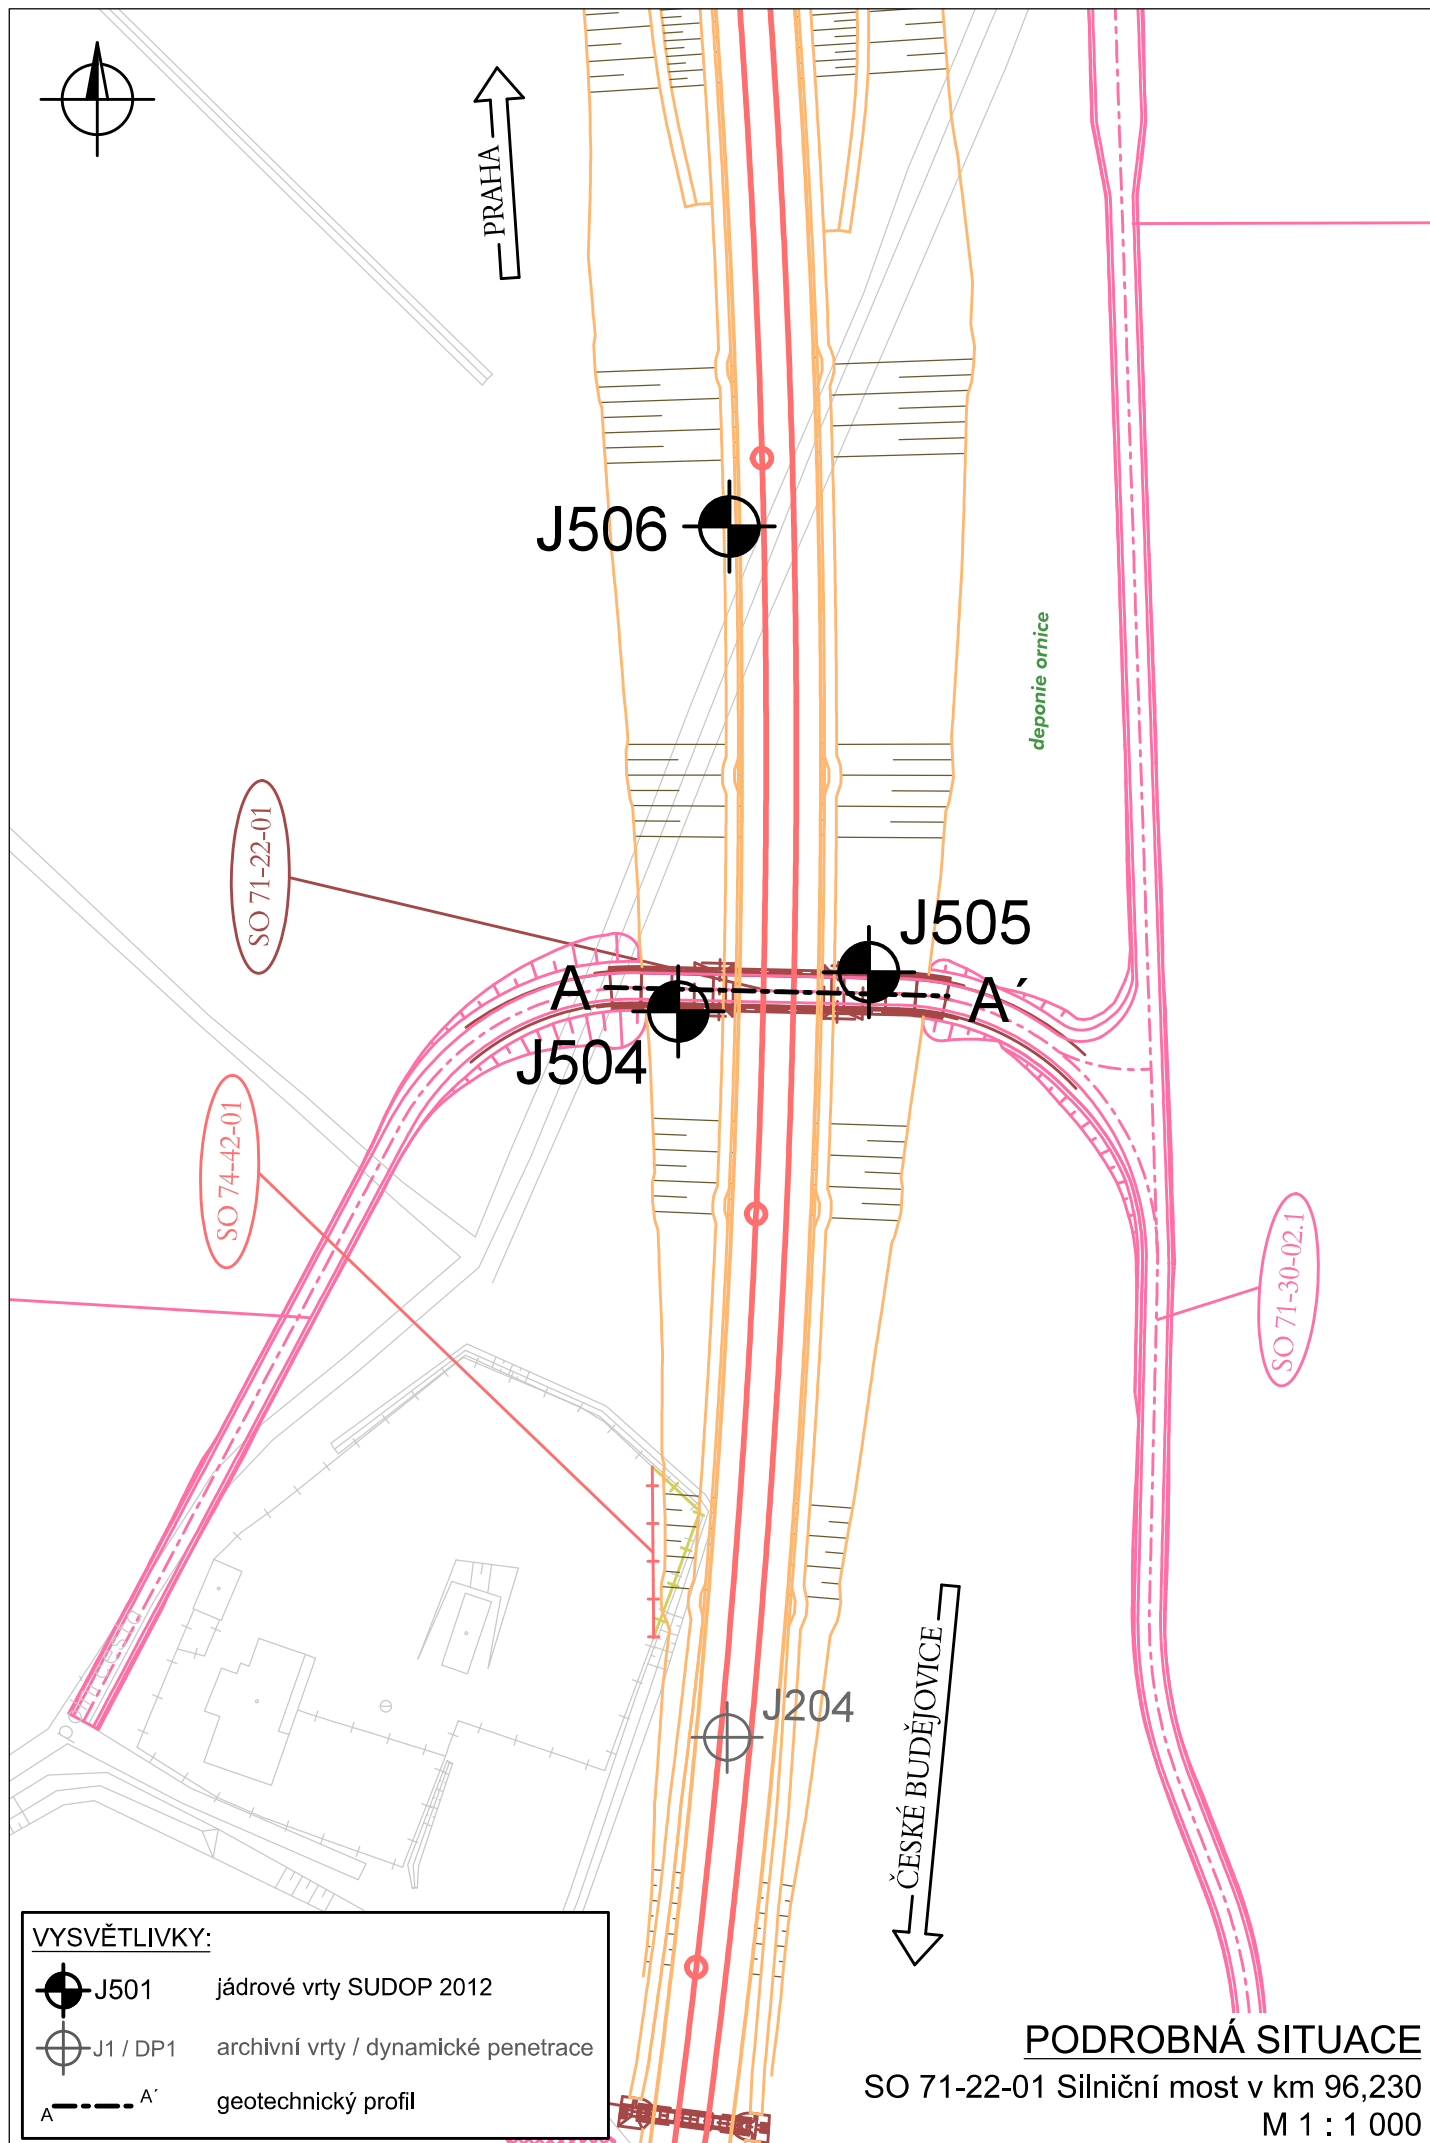 PRAHA
J506
deponie ornice
SO 71-22-01
J505
A
A´
J504
SO 74-42-01
SO 71-30-02.1
polní cesta
J204
ČESKÉ BUDĚJOVICE
VYSVĚTLIVKY:
J501 jádrové vrty SUDOP 2012
J1 / DP1 archivní vrty / dynamické penetrace
A A´ geotechnický profil
PODROBNÁ SITUACE
SO 71-22-01 Silniční most v km 96,230
M 1 : 1 000